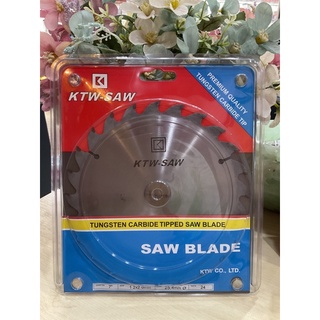 KTW-SAW
PREMIUM QUALITY
TUNGSTEN CARBIDE TIP
KTW-SAW
TUNGSTEN CARBIDE TIPPED SAW BLADE
SAW BLADE
KTW CO., LTD.
24